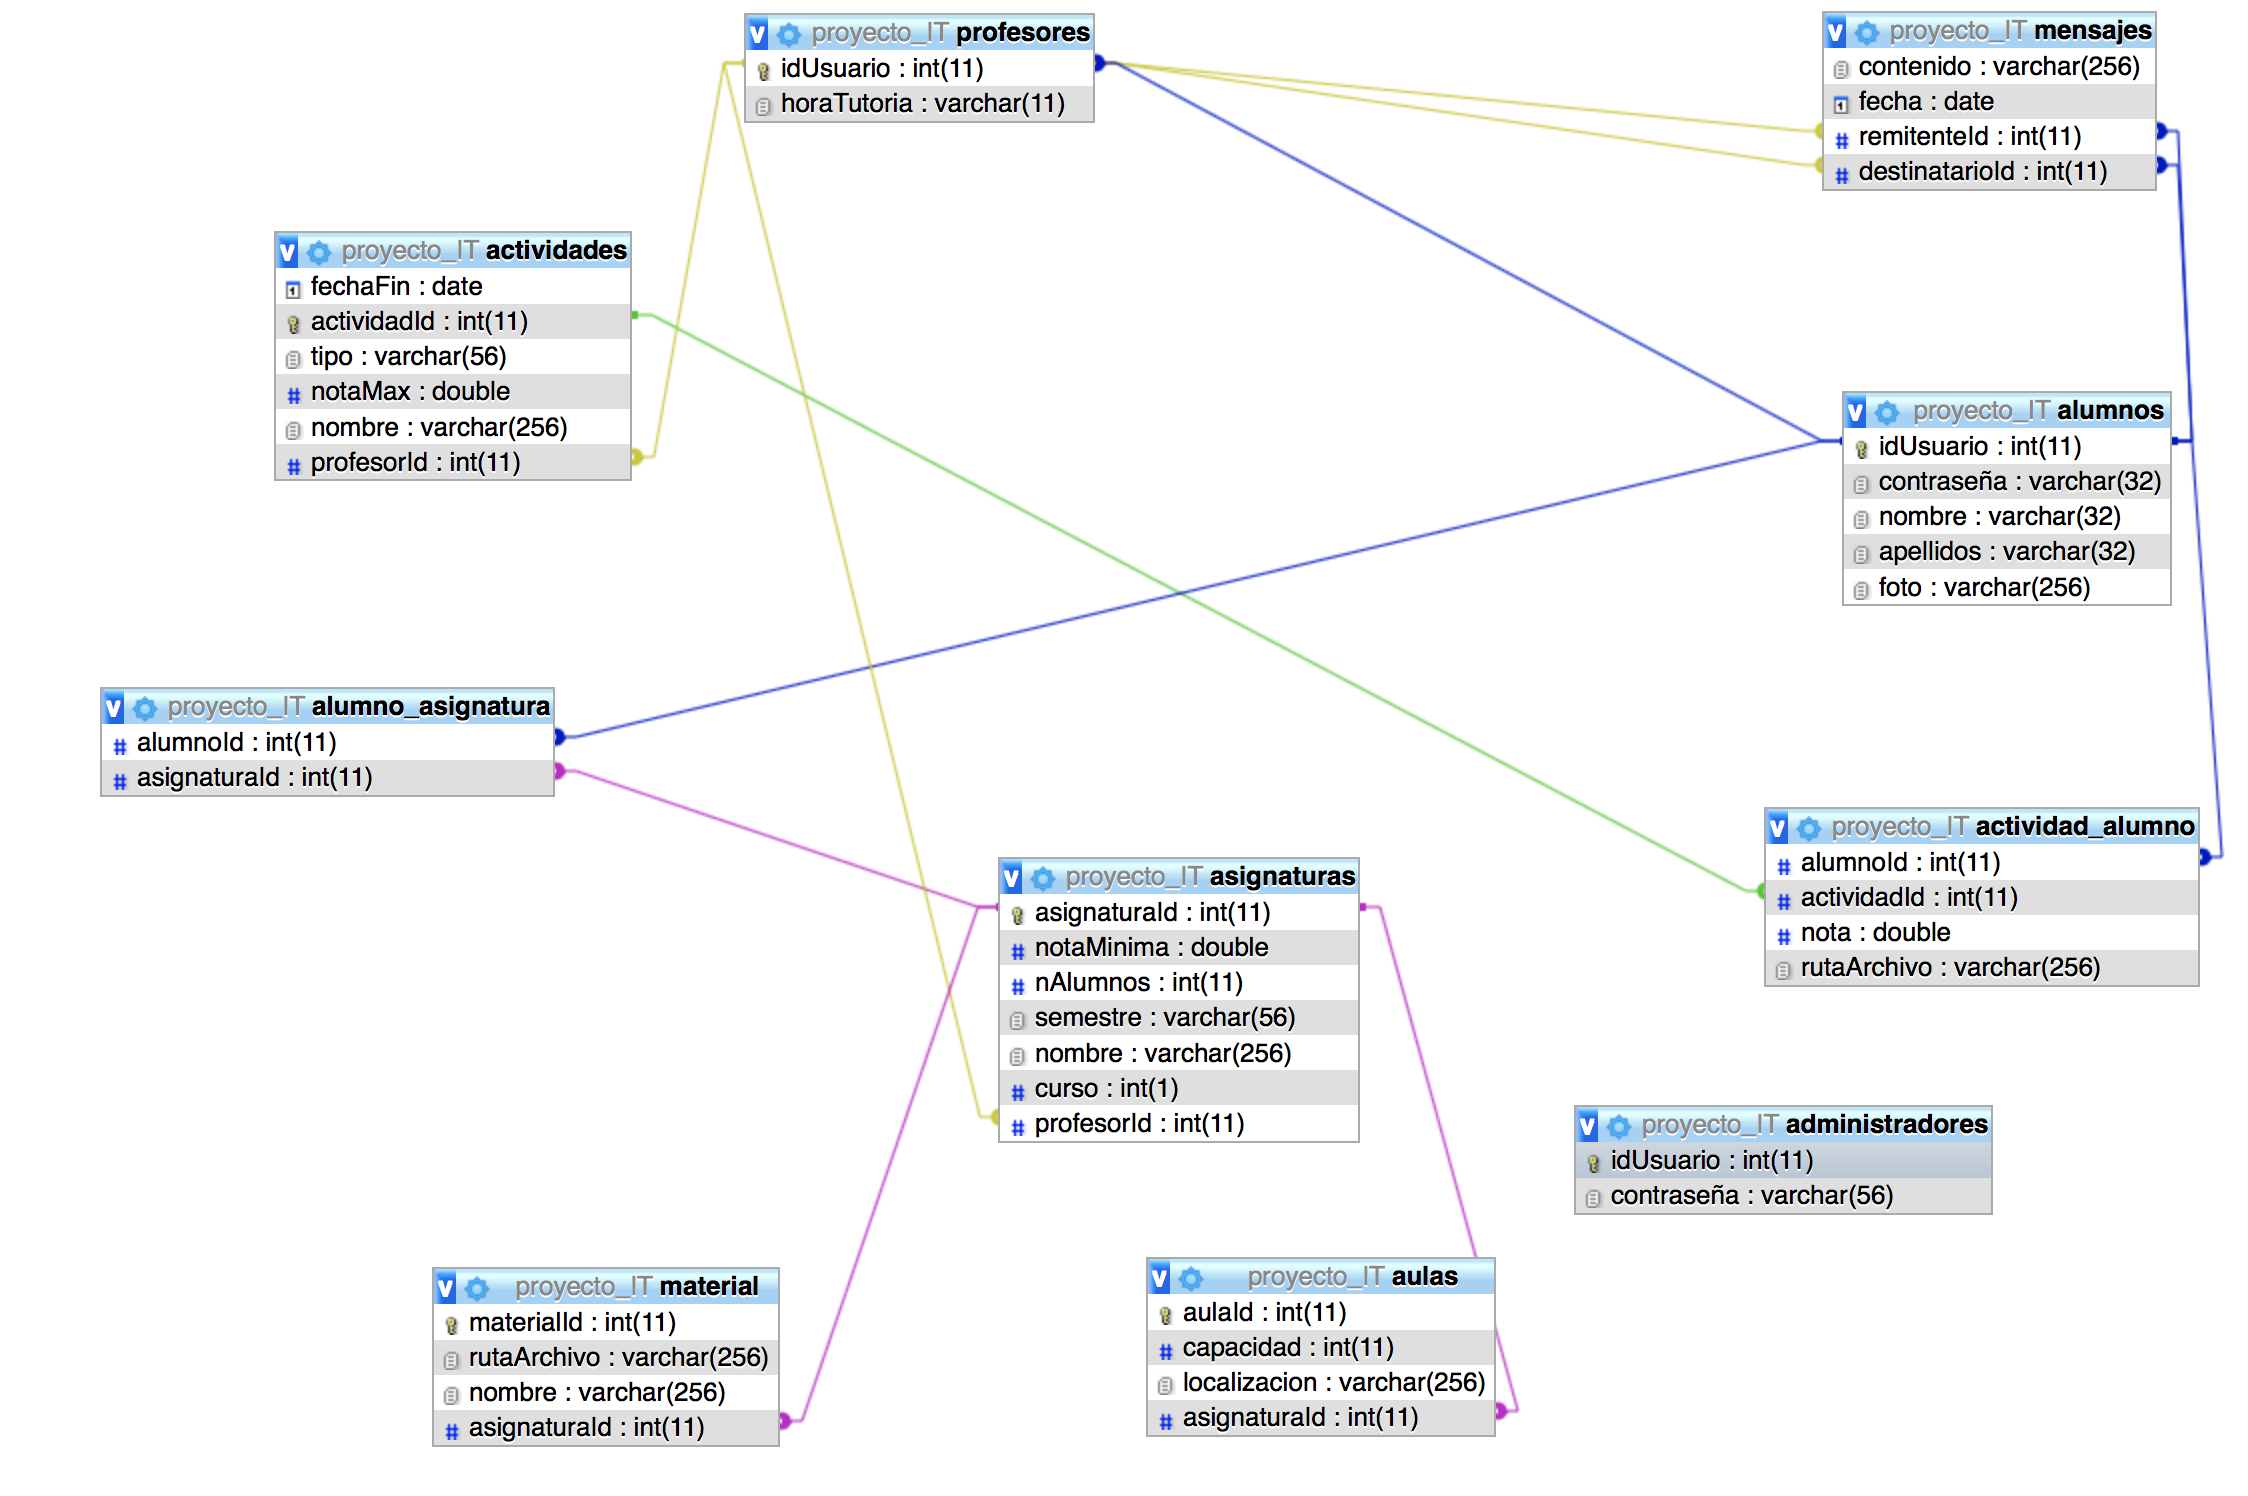 proyecto_IT profesores
idUsuario : int(11)
horaTutoria : varchar(11)
proyecto_IT mensajes
contenido : varchar(256)
fecha : date
remitenteId : int(11)
destinatarioId : int(11)
proyecto_IT actividades
fechaFin : date
actividadId : int(11)
tipo : varchar(56)
notaMax : double
nombre : varchar(256)
profesorId : int(11)
proyecto_IT alumnos
idUsuario : int(11)
contraseña : varchar(32)
nombre : varchar(32)
apellidos : varchar(32)
foto : varchar(256)
proyecto_IT alumno_asignatura
alumnoId : int(11)
asignaturaId : int(11)
proyecto_IT actividad_alumno
alumnoId : int(11)
actividadId : int(11)
nota : double
rutaArchivo : varchar(256)
proyecto_IT asignaturas
asignaturaId : int(11)
notaMinima : double
nAlumnos : int(11)
semestre : varchar(56)
nombre : varchar(256)
curso : int(1)
profesorId : int(11)
proyecto_IT administradores
idUsuario : int(11)
contraseña : varchar(56)
proyecto_IT material
materialId : int(11)
rutaArchivo : varchar(256)
nombre : varchar(256)
asignaturaId : int(11)
proyecto_IT aulas
aulaId : int(11)
capacidad : int(11)
localizacion : varchar(256)
asignaturaId : int(11)